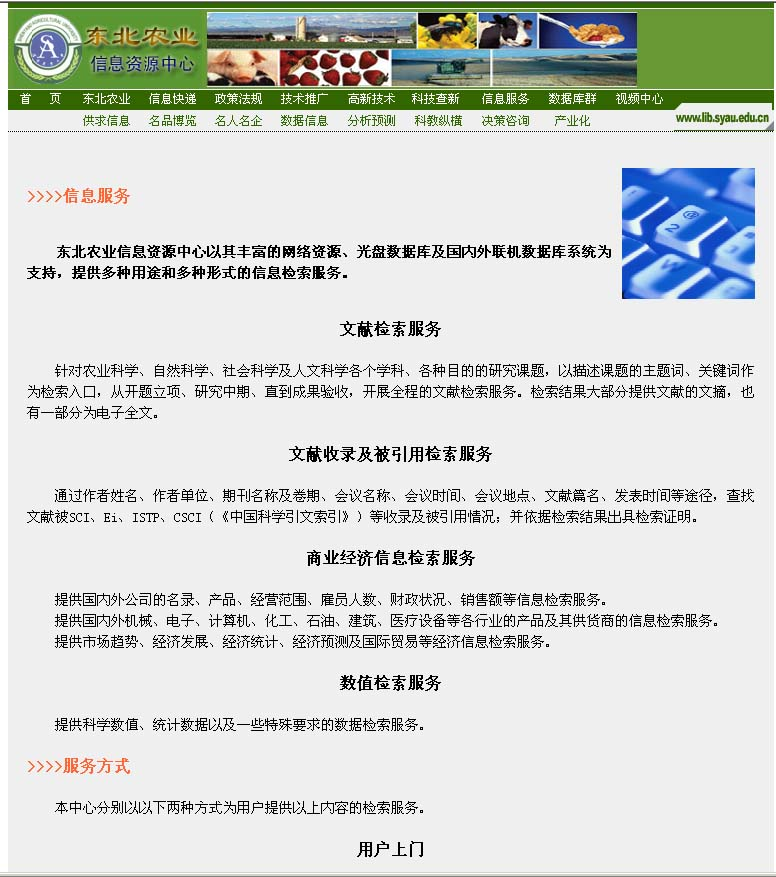 东北农业
信息资源中心
首 页 东北农业 信息快递 政策法规 技术推广 高新技术 科技查新 信息服务 数据库群 视频中心
供求信息 名品博览 名人名企 数据信息 分析预测 科教纵横 决策咨询 产业化
www.lib.syau.edu.cn
>>>>信息服务
东北农业信息资源中心以其丰富的网络资源、光盘数据库及国内外联机数据库系统为
支持，提供多种用途和多种形式的信息检索服务。
文献检索服务
针对农业科学、自然科学、社会科学及人文科学各个学科、各种目的的研究课题，以描述课题的主题词、关键词作
为检索入口，从开题立项、研究中期、直到成果验收，开展全程的文献检索服务。检索结果大部分提供文献的文摘，也
有一部分为电子全文。
文献收录及被引用检索服务
通过作者姓名、作者单位、期刊名称及卷期、会议名称、会议时间、会议地点、文献篇名、发表时间等途径，查找
文献被SCI、Ei、ISTP、CSCI（《中国科学引文索引》）等收录及被引用情况；并依据检索结果出具检索证明。
商业经济信息检索服务
提供国内外公司的名录、产品、经营范围、雇员人数、财政状况、销售额等信息检索服务。
提供国内外机械、电子、计算机、化工、石油、建筑、医疗设备等各行业的产品及其供货商的信息检索服务。
提供市场趋势、经济发展、经济统计、经济预测及国际贸易等经济信息检索服务。
数值检索服务
提供科学数值、统计数据以及一些特殊要求的数据检索服务。
>>>>服务方式
本中心分别以以下两种方式为用户提供以上内容的检索服务。
用户上门